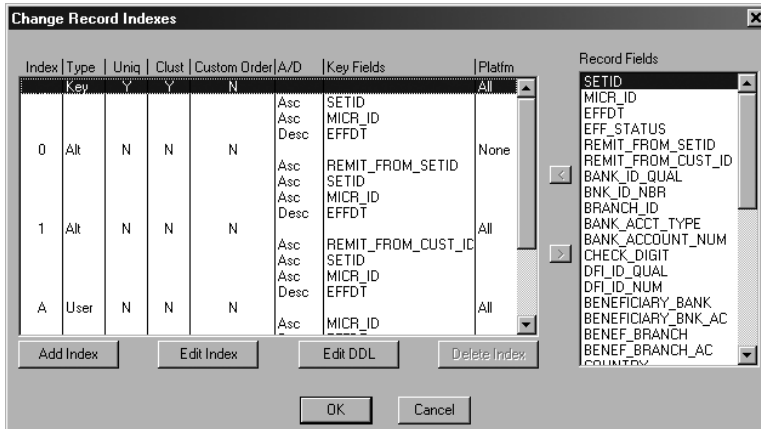 Change Record Indexes
Index Type Uniq Clust Custom Order A/D Key Fields Platfm
Key Y Y N All
Asc SETID
Asc MICR_ID
Desc EFFDT
0 Alt N N N None
Asc REMIT_FROM_SETID
Asc SETID
Asc MICR_ID
Desc EFFDT
1 Alt N N N All
Asc REMIT_FROM_CUST_ID
Asc SETID
Asc MICR_ID
Desc EFFDT
A User N N N All
Asc MICR_ID
Add Index Edit Index Edit DDL Delete Index
<
>
Record Fields
SETID
MICR_ID
EFFDT
EFF_STATUS
REMIT_FROM_SETID
REMIT_FROM_CUST_ID
BANK_ID_QUAL
BNK_ID_NBR
BRANCH_ID
BANK_ACCT_TYPE
BANK_ACCOUNT_NUM
CHECK_DIGIT
DFI_ID_QUAL
DFI_ID_NUM
BENEFICIARY_BANK
BENEFICIARY_BNK_AC
BENEF_BRANCH
BENEF_BRANCH_AC
COUNTRY
OK Cancel